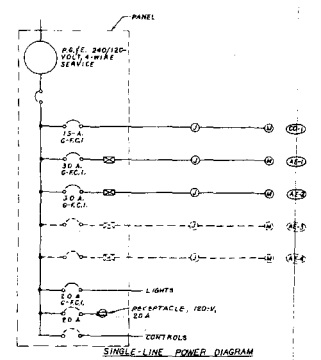 PANEL
P.G.&E. 240/120-
VOLT, 4-WIRE
SERVICE
15-A.
G-F.C.I.
J
M
CO-1
30 A.
G-F.C.I.
J
M
AE-1
30 A.
G-F.C.I.
J
M
AE-2
J
M
AE-3
J
M
AE-4
20 A
G-F.C.I.
LIGHTS
20 A
RECEPTACLE, 120-V,
20 A
CONTROLS
SINGLE-LINE POWER DIAGRAM